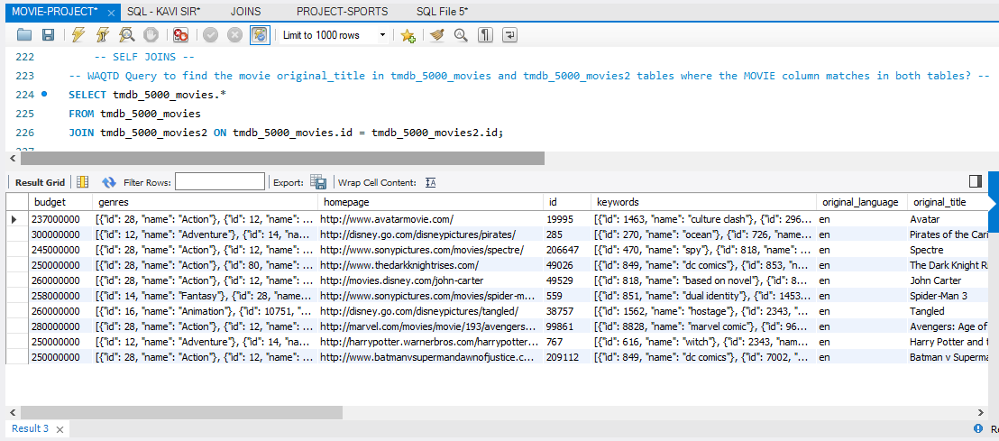 MOVIE-PROJECT* × SQL - KAVI SIR* JOINS PROJECT-SPORTS SQL File 5*
Limit to 1000 rows
222 -- SELF JOINS --
223 -- WAQTD Query to find the movie original_title in tmdb_5000_movies and tmdb_5000_movies2 tables where the MOVIE column matches in both tables? --
224 SELECT tmdb_5000_movies.*
225 FROM tmdb_5000_movies
226 JOIN tmdb_5000_movies2 ON tmdb_5000_movies.id = tmdb_5000_movies2.id;
Result Grid Filter Rows: Export: Wrap Cell Content:
budget genres homepage id keywords original_language original_title
237000000 [{"id": 28, "name": "Action"}, {"id": 12, "name": ... http://www.avatarmovie.com/ 19995 [{"id": 1463, "name": "culture clash"}, {"id": 296... en Avatar
300000000 [{"id": 12, "name": "Adventure"}, {"id": 14, "na... http://disney.go.com/disneypictures/pirates/ 285 [{"id": 270, "name": "ocean"}, {"id": 726, "nam... en Pirates of the Cari
245000000 [{"id": 28, "name": "Action"}, {"id": 12, "name": ... http://www.sonypictures.com/movies/spectre/ 206647 [{"id": 470, "name": "spy"}, {"id": 818, "name":... en Spectre
250000000 [{"id": 28, "name": "Action"}, {"id": 80, "name": ... http://www.thedarkknightrises.com/ 49026 [{"id": 849, "name": "dc comics"}, {"id": 853, "n... en The Dark Knight R
260000000 [{"id": 28, "name": "Action"}, {"id": 12, "name": ... http://movies.disney.com/john-carter 49529 [{"id": 818, "name": "based on novel"}, {"id": 8... en John Carter
258000000 [{"id": 14, "name": "Fantasy"}, {"id": 28, "name... http://www.sonypictures.com/movies/spider-m... 559 [{"id": 851, "name": "dual identity"}, {"id": 1453... en Spider-Man 3
260000000 [{"id": 16, "name": "Animation"}, {"id": 10751, "... http://disney.go.com/disneypictures/tangled/ 38757 [{"id": 1562, "name": "hostage"}, {"id": 2343, ... en Tangled
280000000 [{"id": 28, "name": "Action"}, {"id": 12, "name": ... http://marvel.com/movies/movie/193/avengers... 99861 [{"id": 8828, "name": "marvel comic"}, {"id": 96... en Avengers: Age of
250000000 [{"id": 12, "name": "Adventure"}, {"id": 14, "na... http://harrypotter.warnerbros.com/harrypotter... 767 [{"id": 616, "name": "witch"}, {"id": 2343, "nam... en Harry Potter and t
250000000 [{"id": 28, "name": "Action"}, {"id": 12, "name": ... http://www.batmanvsupermandawnofjustice.c... 209112 [{"id": 849, "name": "dc comics"}, {"id": 7002, "... en Batman v Superma
Result 3 × Re